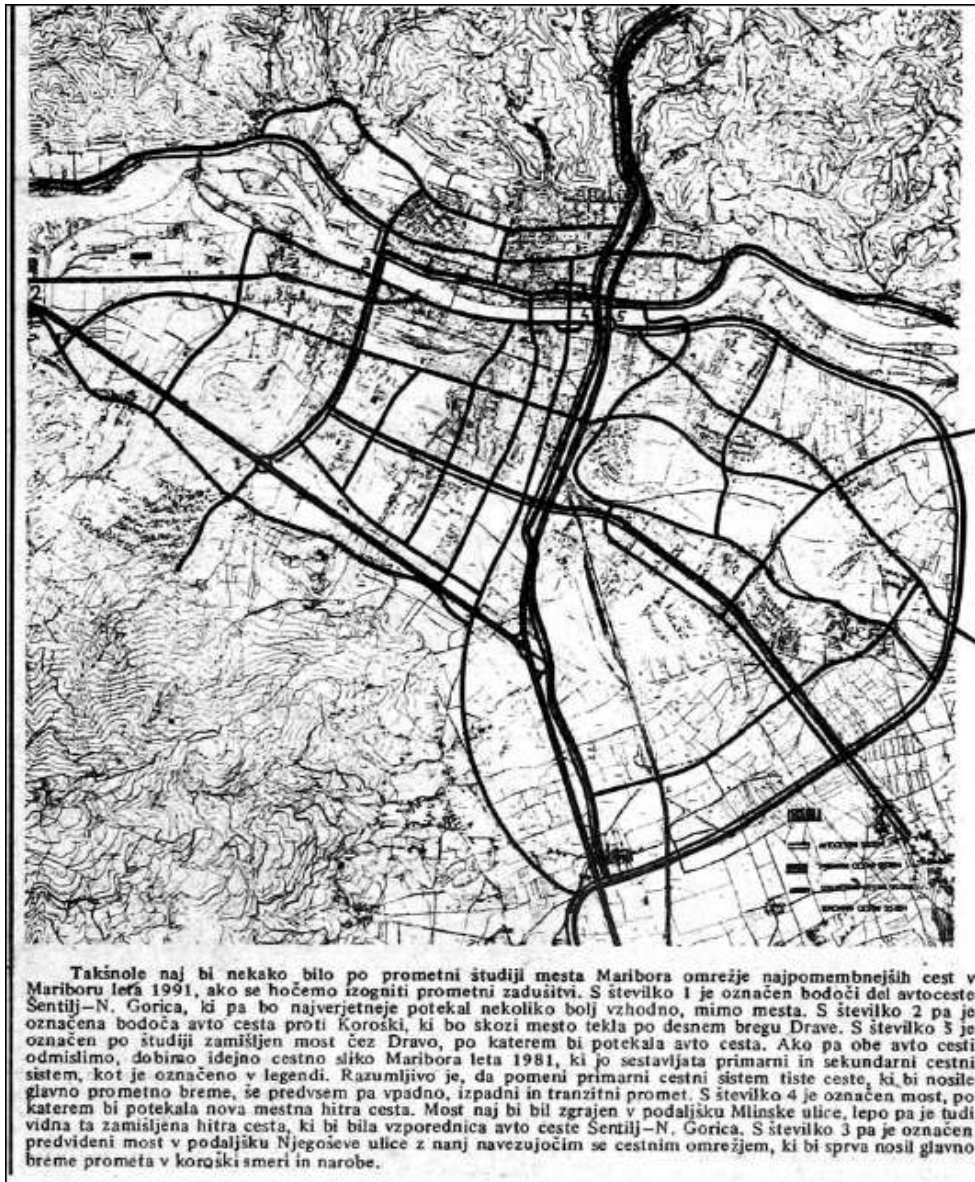 3
2
4
5
Takšnole naj bi nekako bilo po prometni študiji mesta Maribora omrežje najpomembnejših cest v
Mariboru leta 1991, ako se hočemo izogniti prometni zadušitvi. S številko 1 je označen bodoči del avtoceste
Šentilj—N. Gorica, ki pa bo najverjetneje potekal nekoliko bolj vzhodno, mimo mesta. S številko 2 pa je
označena bodoča avto cesta proti Koroški, ki bo skozi mesto tekla po desnem bregu Drave. S številko 5 je
označen po študiji zamišljen most čez Dravo, po katerem bi potekala avto cesta. Ako pa obe avto cesti
odmislimo, dobimo idejno cestno sliko Maribora leta 1981, ki jo sestavljata primarni in sekundarni cestni
sistem, kot je označeno v legendi. Razumljivo je, da pomeni primarni cestni sistem tiste ceste, ki bi nosile
glavno prometno breme, še predvsem pa vpadno, izpadni in tranzitni promet. S številko 4 je označen most, po
katerem bi potekala nova mestna hitra cesta. Most naj bi bil zgrajen v podaljšku Mlinske ulice, lepo pa je tudi
vidna ta zamišljena hitra cesta, ki bi bila vzporednica avto ceste Šentilj—N. Gorica. S številko 3 pa je označen
predvideni most v podaljšku Njegoševe ulice z nanj navezujočim se cestnim omrežjem, ki bi sprva nosil glavno
breme prometa v koroški smeri in narobe.